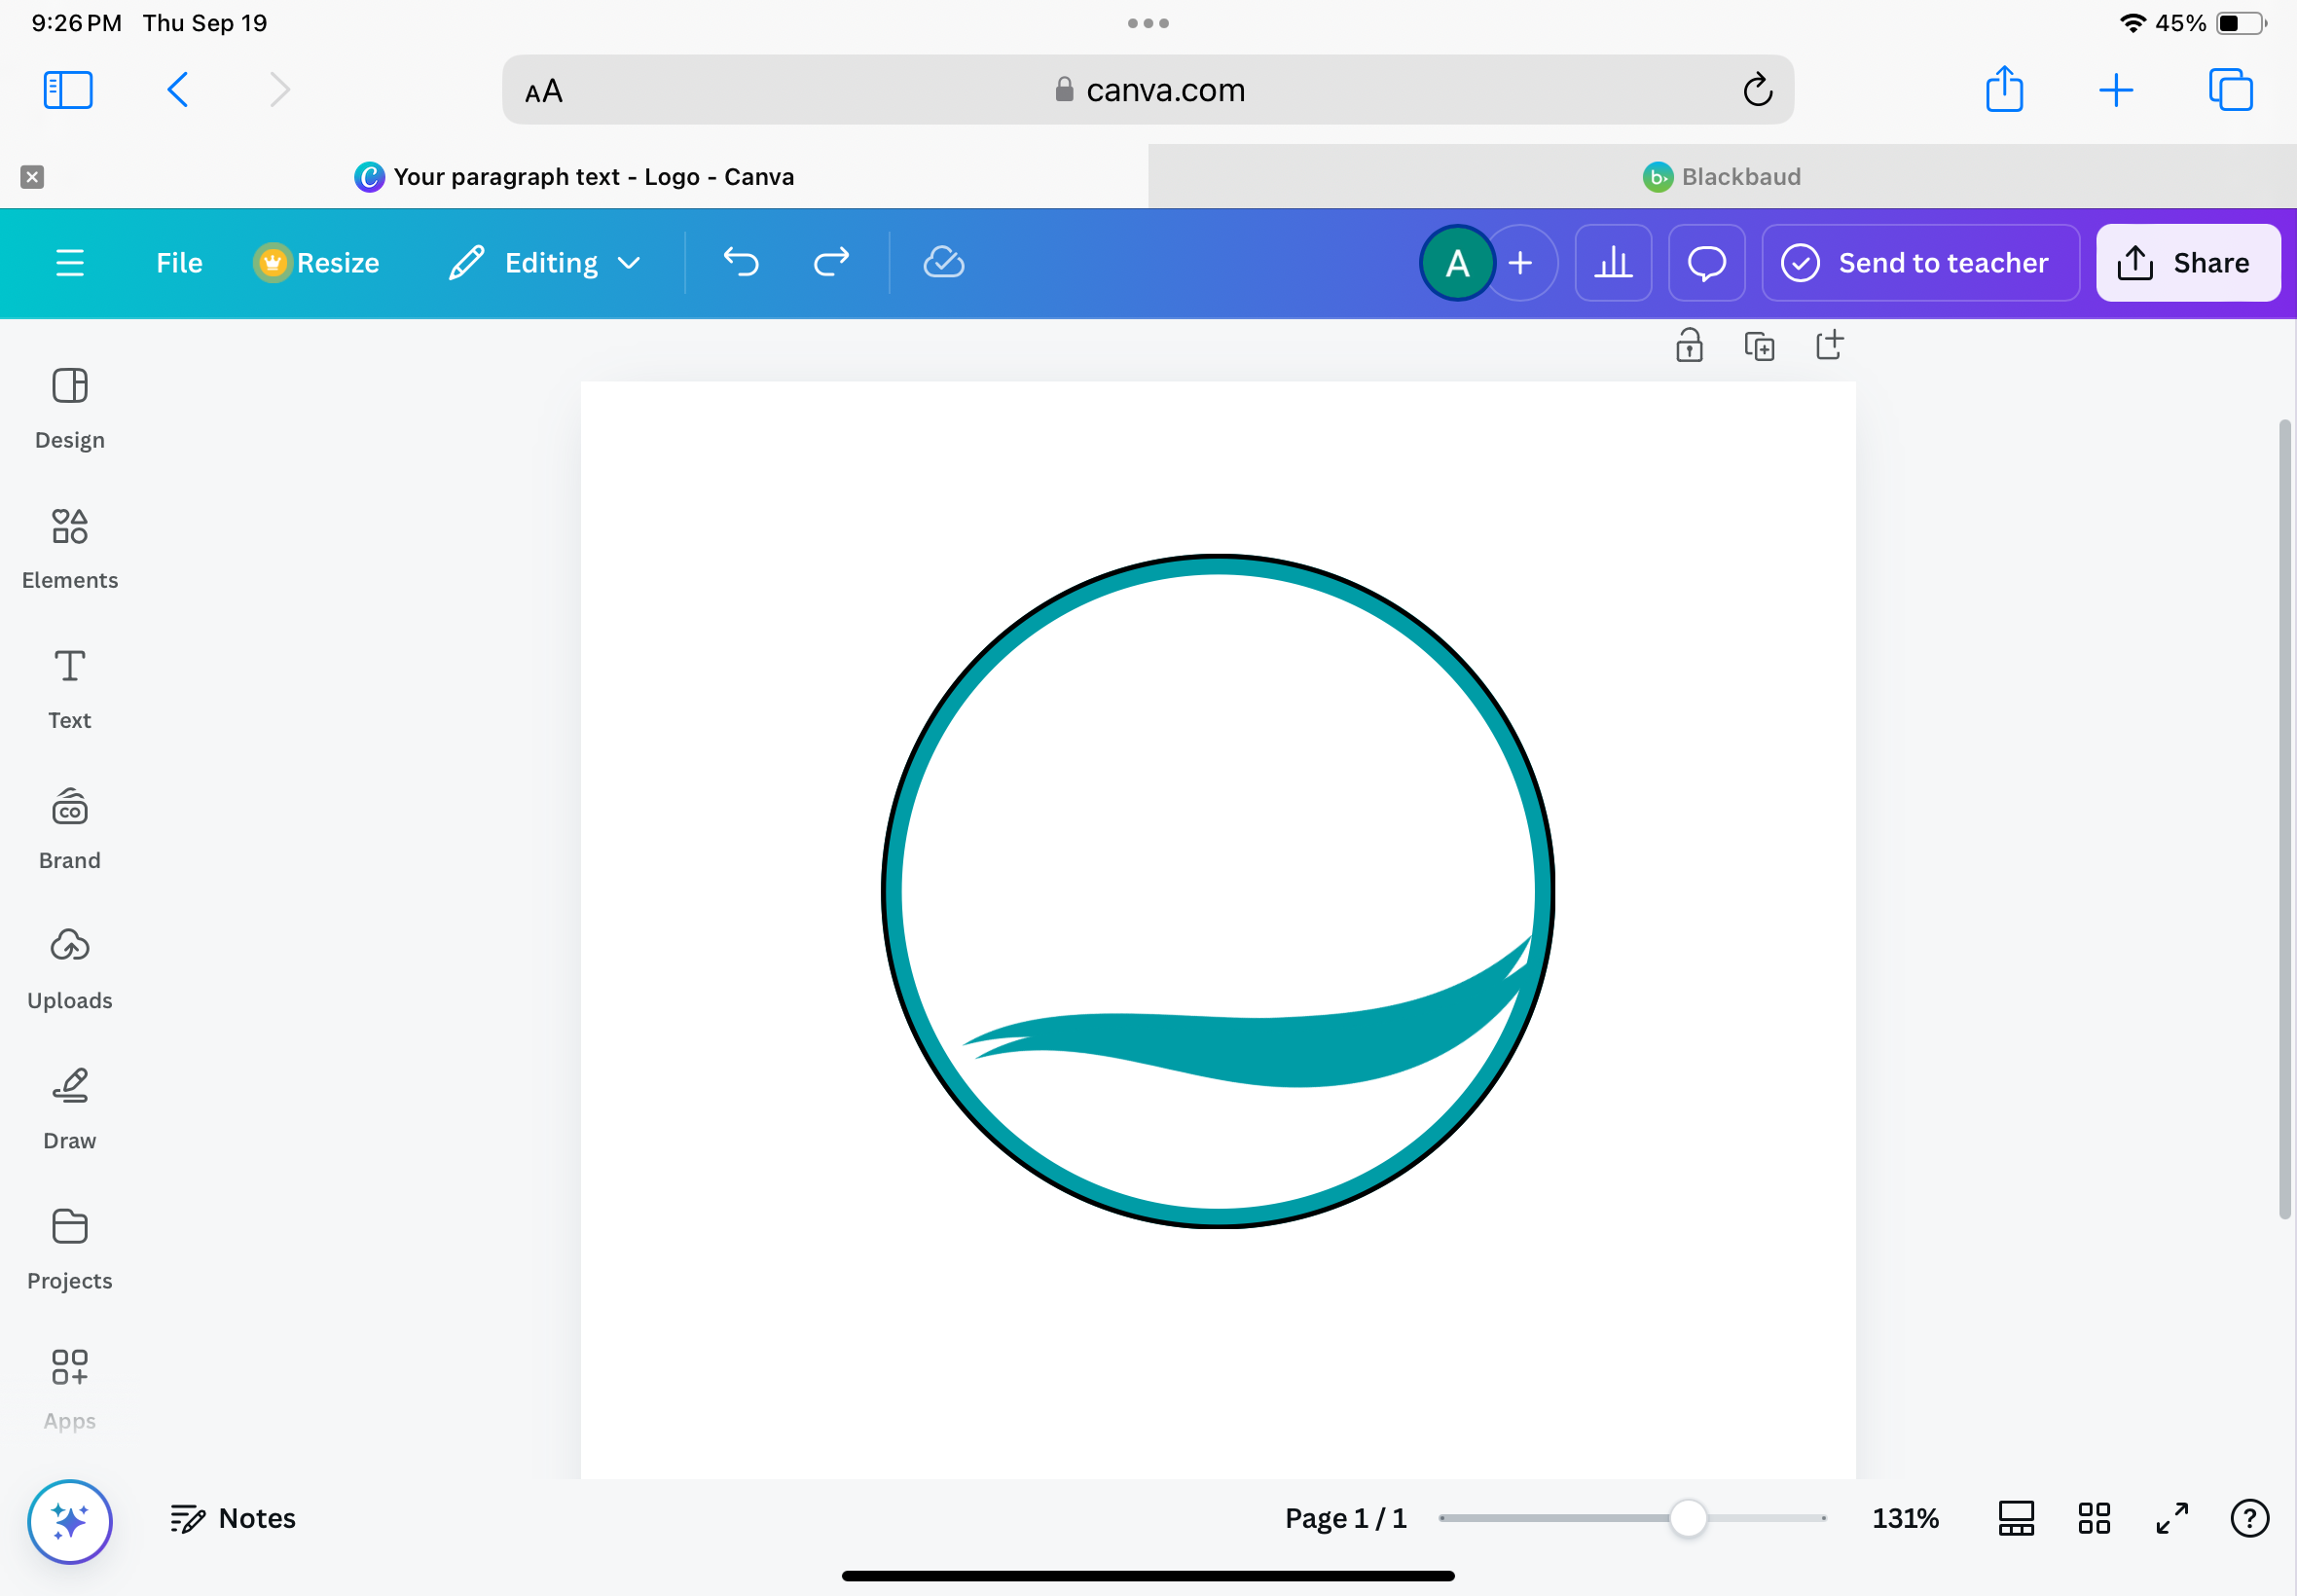 9:26 PM Thu Sep 19
45%
AA
canva.com
Your paragraph text - Logo - Canva
b
Blackbaud
File
Resize
Editing
A
Send to teacher
Share
Design
Elements
Text
CO
Brand
Uploads
Draw
Projects
Apps
Notes
Page 1 / 1
131%
?